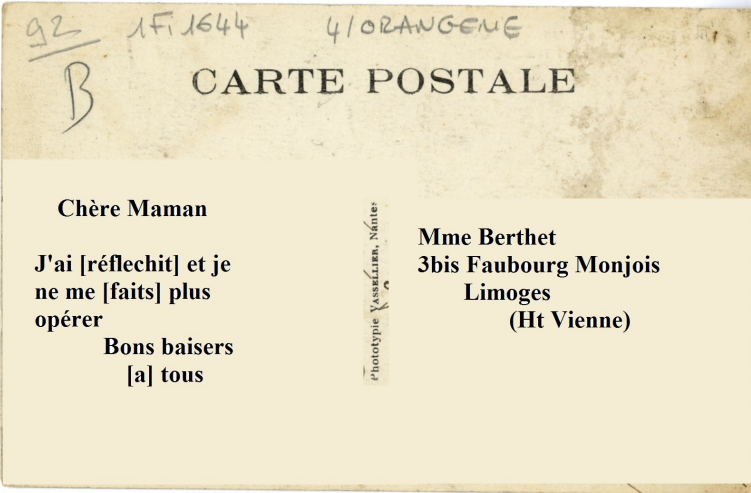 92 1Fi1644 4/ORANGENE
B
CARTE POSTALE
Chère Maman
J'ai [réflechit] et je
ne me [faits] plus
opérer
Bons baisers
[a] tous
Phototypie VASSELLIER, Nantes
Mme Berthet
3bis Faubourg Monjois
Limoges
(Ht Vienne)